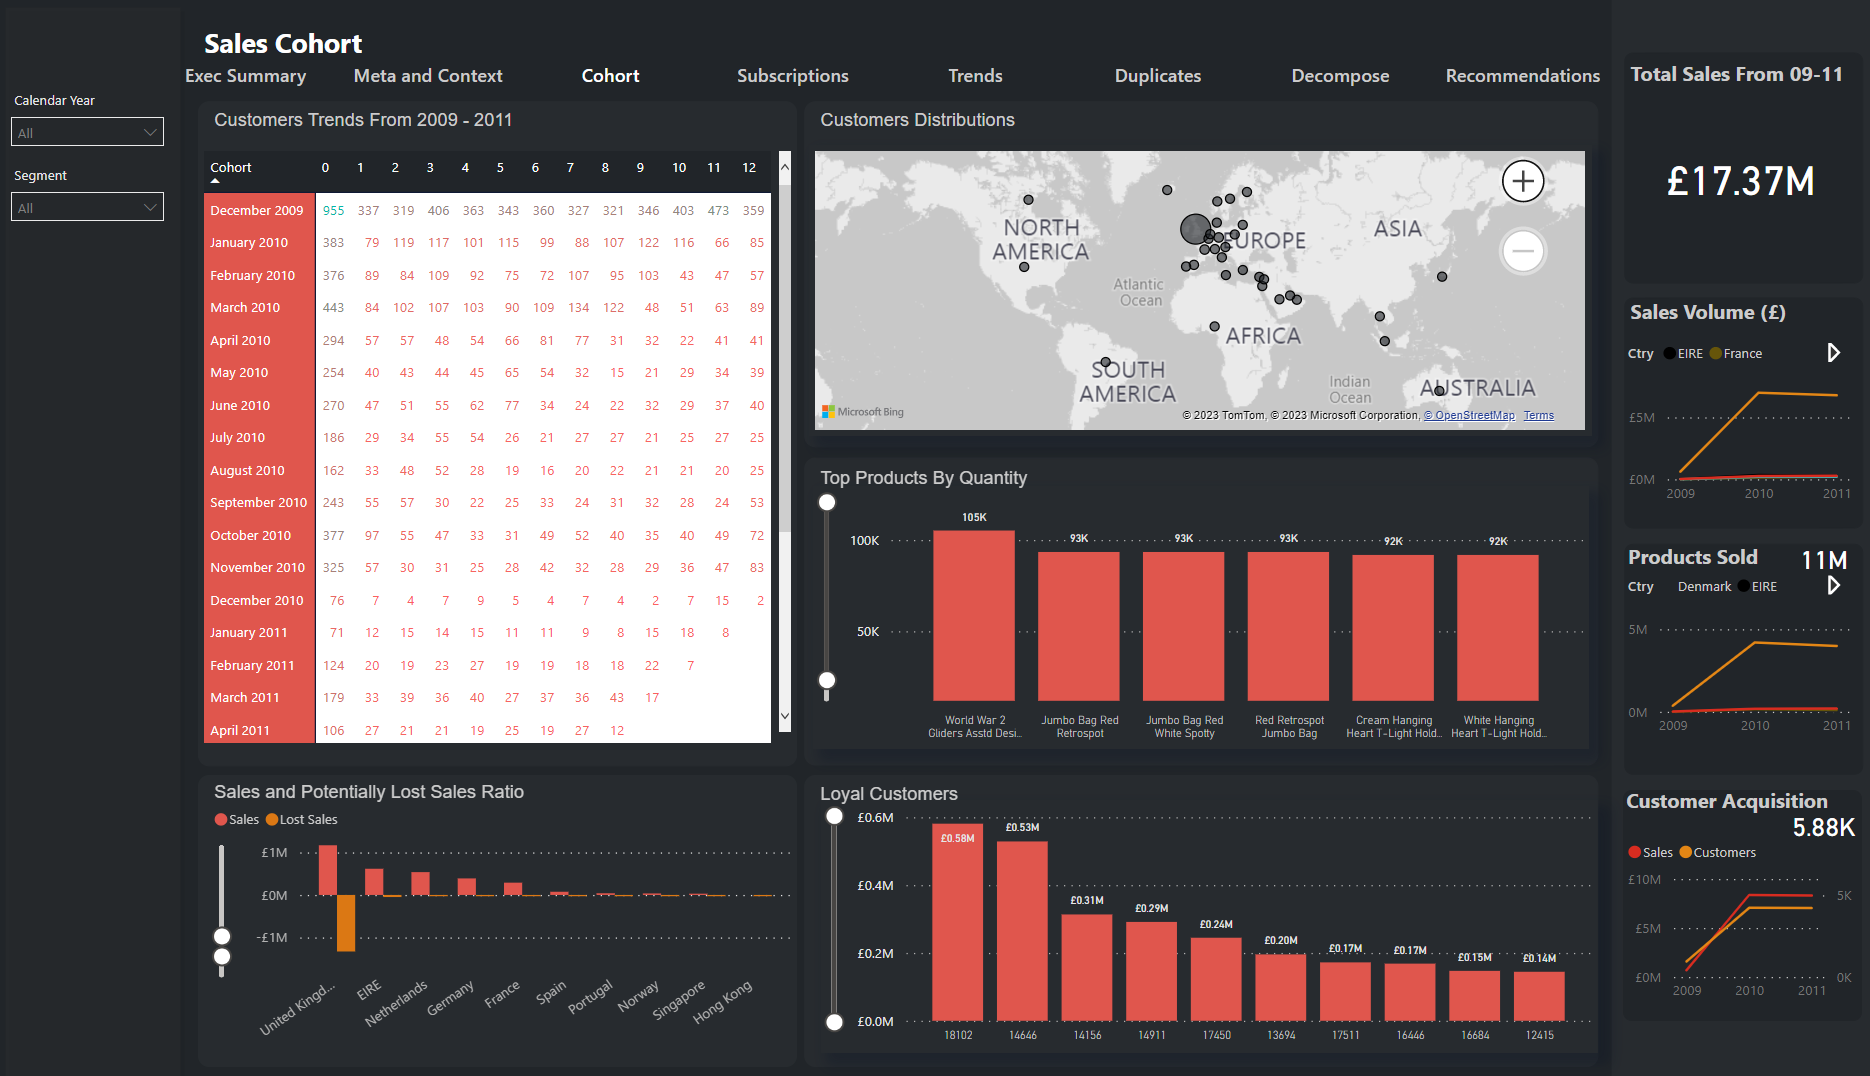 Sales Cohort
Exec Summary Meta and Context Cohort Subscriptions Trends Duplicates Decompose Recommendations
Calendar Year
All
Segment
All
Customers Trends From 2009 - 2011
Cohort 0 1 2 3 4 5 6 7 8 9 10 11 12
December 2009 955 337 319 406 363 343 360 327 321 346 403 473 359
January 2010 383 79 119 117 101 115 99 88 107 122 116 66 85
February 2010 376 89 84 109 92 75 72 107 95 103 43 47 57
March 2010 443 84 102 107 103 90 109 134 122 48 51 63 89
April 2010 294 57 57 48 54 66 81 77 31 32 22 41 41
May 2010 254 40 43 44 45 65 54 32 15 21 29 34 39
June 2010 270 47 51 55 62 77 34 24 22 32 29 37 40
July 2010 186 29 34 55 54 26 21 27 27 21 25 27 25
August 2010 162 33 48 52 28 19 16 20 22 21 21 20 25
September 2010 243 55 57 30 22 25 33 24 31 32 28 24 53
October 2010 377 97 55 47 33 31 49 52 40 35 40 49 72
November 2010 325 57 30 31 25 28 42 32 28 29 36 47 83
December 2010 76 7 4 7 9 5 4 7 4 2 7 15 2
January 2011 71 12 15 14 15 11 11 9 8 15 18 8
February 2011 124 20 19 23 27 19 19 18 18 22 7
March 2011 179 33 39 36 40 27 37 36 43 17
April 2011 106 27 21 21 19 25 19 27 12
Customers Distributions
NORTH
AMERICA
EUROPE
ASIA
Atlantic
Ocean
AFRICA
SOUTH
AMERICA
Indian
Ocean
AUSTRALIA
Microsoft Bing
© 2023 TomTom, © 2023 Microsoft Corporation, © OpenStreetMap Terms
Top Products By Quantity
100K
50K
105K 93K 93K 93K 92K 92K
World War 2 Jumbo Bag Red Jumbo Bag Red Red Retrospot Cream Hanging White Hanging
Gliders Asstd Desi... Retrospot White Spotty Jumbo Bag Heart T-Light Hold... Heart T-Light Hold...
Sales and Potentially Lost Sales Ratio
Sales Lost Sales
£1M
£0M
-£1M
United Kingd... EIRE Netherlands Germany France Spain Portugal Norway Singapore Hong Kong
Loyal Customers
£0.6M
£0.4M
£0.2M
£0.0M
£0.58M £0.53M £0.31M £0.29M £0.24M £0.20M £0.17M £0.17M £0.15M £0.14M
18102 14646 14156 14911 17450 13694 17511 16446 16684 12415
Total Sales From 09-11
£17.37M
Sales Volume (£)
Ctry EIRE France
£5M
£0M
2009 2010 2011
Products Sold 11M
Ctry Denmark EIRE
5M
0M
2009 2010 2011
Customer Acquisition
5.88K
Sales Customers
£10M
£5M
£0M
5K
0K
2009 2010 2011